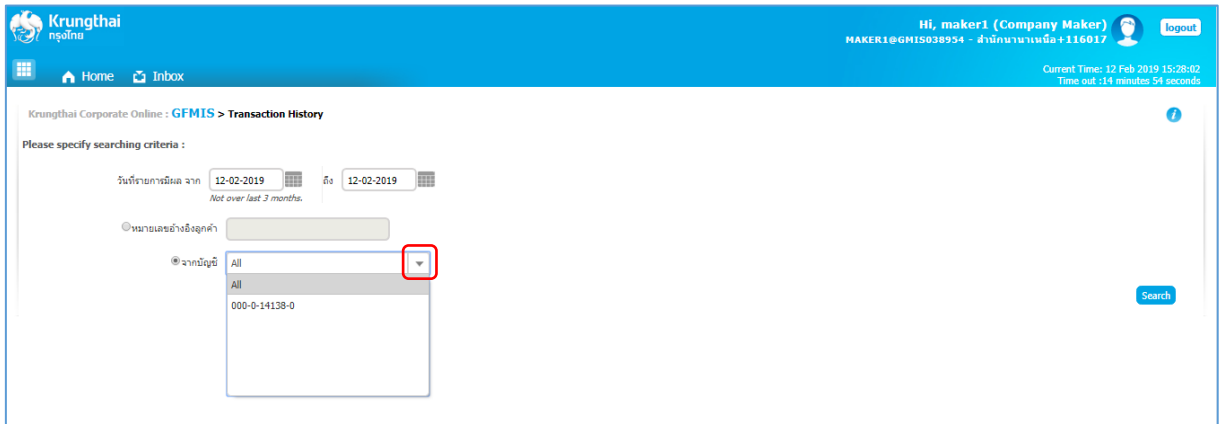 Krungthai
กรุงไทย
Hi, maker1 (Company Maker)
MAKER1@GMIS038954 - สำนักนานาเหนือ+116017
logout
Home
Inbox
Current Time: 12 Feb 2019 15:28:02
Time out :14 minutes 54 seconds
Krungthai Corporate Online : GFMIS > Transaction History
Please specify searching criteria :
วันที่รายการมีผล จาก 12-02-2019 ถึง 12-02-2019
Not over last 3 months.
หมายเลขอ้างอิงลูกค้า
จากบัญชี All
All
000-0-14138-0
Search